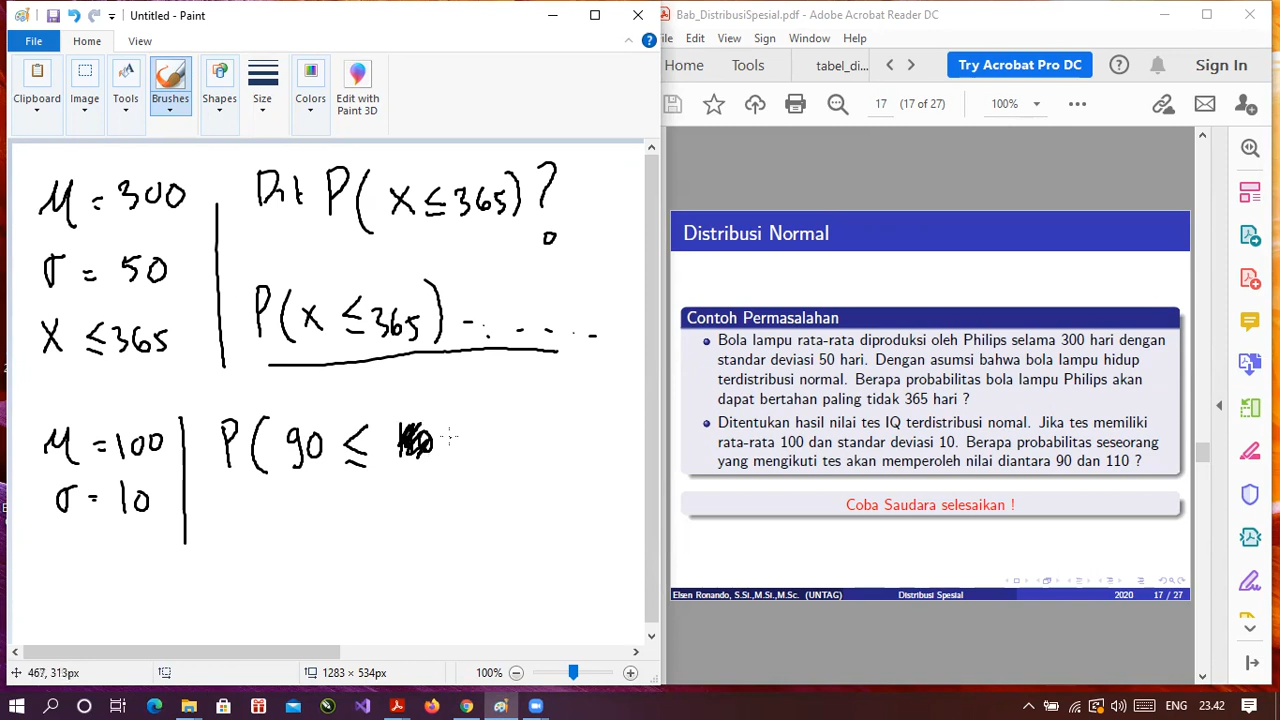 Untitled - Paint
File Home View
Clipboard Image Tools Brushes Shapes Size Colors Edit with Paint 3D
μ = 300
Dit P( X ≤ 365) ?
σ = 50
P(X ≤ 365) - . . - - . . -
X ≤ 365
μ = 100
P( 90 ≤
σ = 10
467, 313px
1283 × 534px
100%
Bab_DistribusiSpesial.pdf - Adobe Acrobat Reader DC
File Edit View Sign Window Help
Home Tools tabel_di... Try Acrobat Pro DC Sign In
17 (17 of 27) 100%
Distribusi Normal
Contoh Permasalahan
Bola lampu rata-rata diproduksi oleh Philips selama 300 hari dengan
standar deviasi 50 hari. Dengan asumsi bahwa bola lampu hidup
terdistribusi normal. Berapa probabilitas bola lampu Philips akan
dapat bertahan paling tidak 365 hari ?
Ditentukan hasil nilai tes IQ terdistribusi nomal. Jika tes memiliki
rata-rata 100 dan standar deviasi 10. Berapa probabilitas seorang
yang mengikuti tes akan memperoleh nilai diantara 90 dan 110 ?
Coba Saudara selesaikan !
Elsen Ronando, S.Si.,M.Si.,M.Sc. (UNTAG) Distribusi Spesial 2020 17 / 27
ENG 23.42